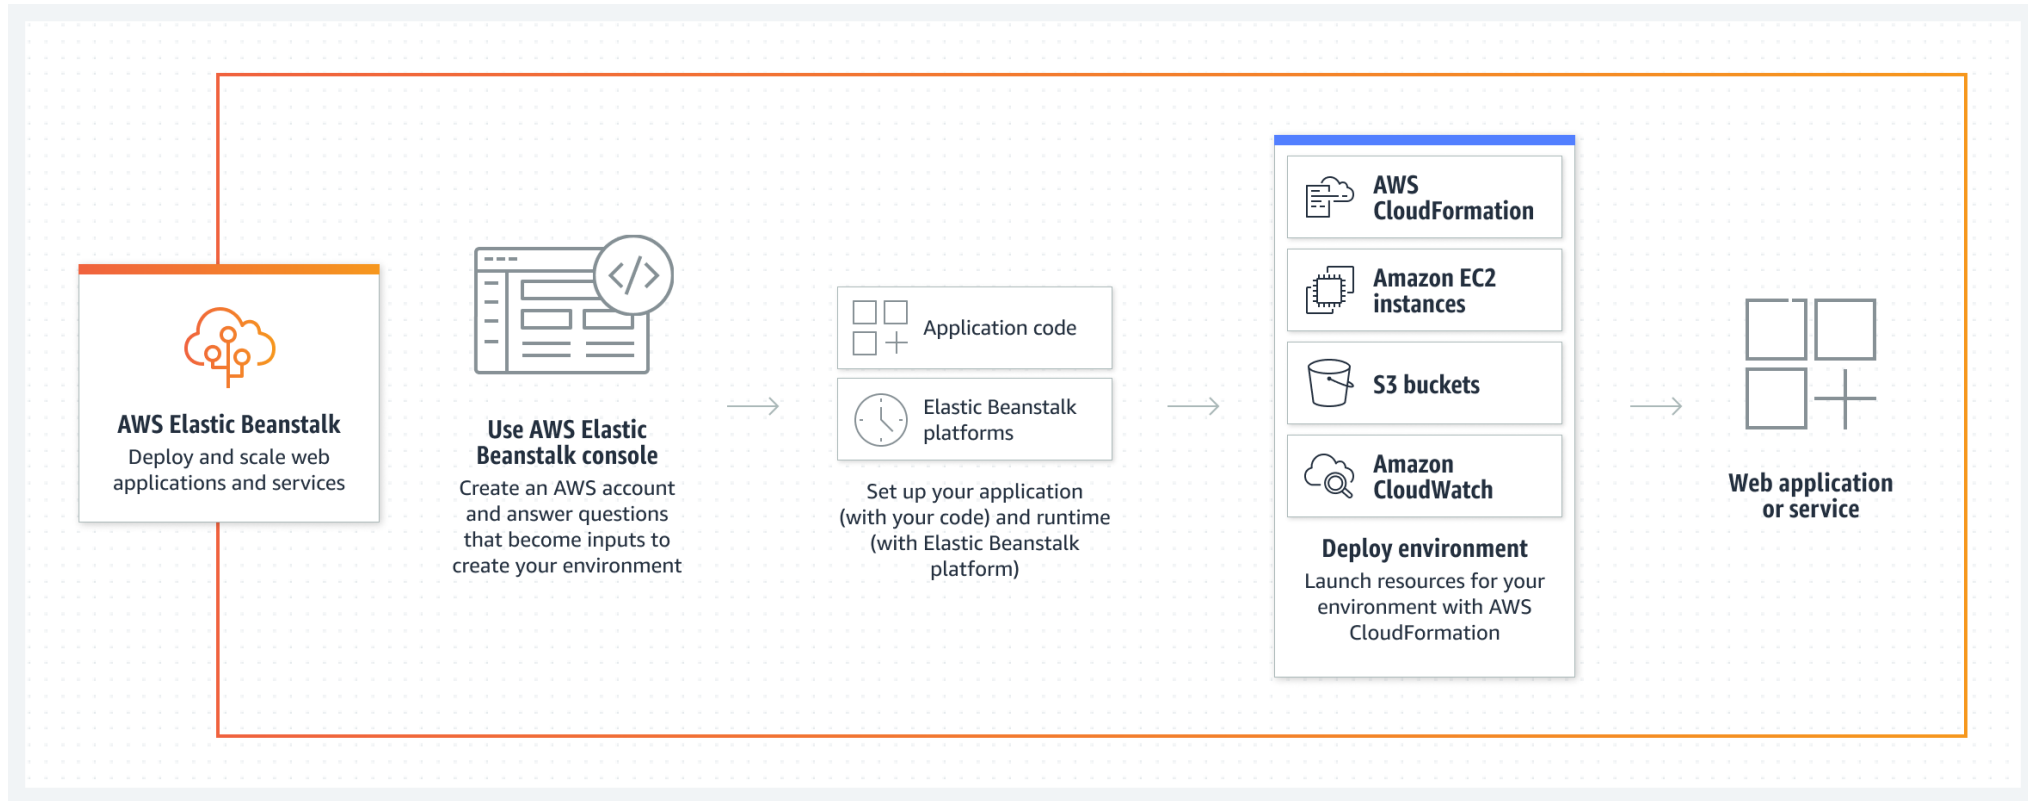 AWS Elastic Beanstalk
Deploy and scale web
applications and services
</>
Use AWS Elastic
Beanstalk console
Create an AWS account
and answer questions
that become inputs to
create your environment
Application code
Elastic Beanstalk
platforms
Set up your application
(with your code) and runtime
(with Elastic Beanstalk
platform)
AWS
CloudFormation
Amazon EC2
instances
S3 buckets
Amazon
CloudWatch
Deploy environment
Launch resources for your
environment with AWS
CloudFormation
Web application
or service